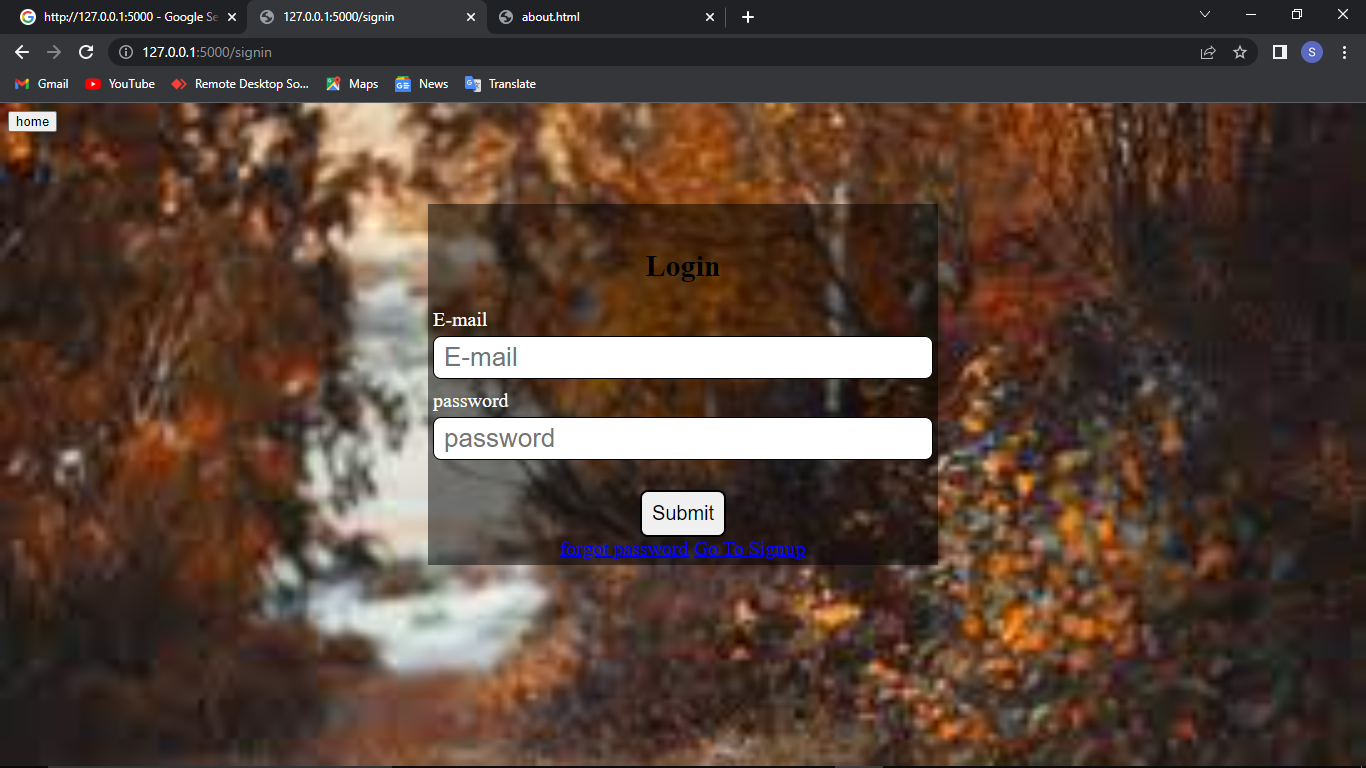 http://127.0.0.1:5000 - Google Se
127.0.0.1:5000/signin
about.html
127.0.0.1:5000/signin
S
Gmail
YouTube
Remote Desktop So...
Maps
News
Translate
home
Login
E-mail
E-mail
password
password
Submit
forgot password Go To Signup